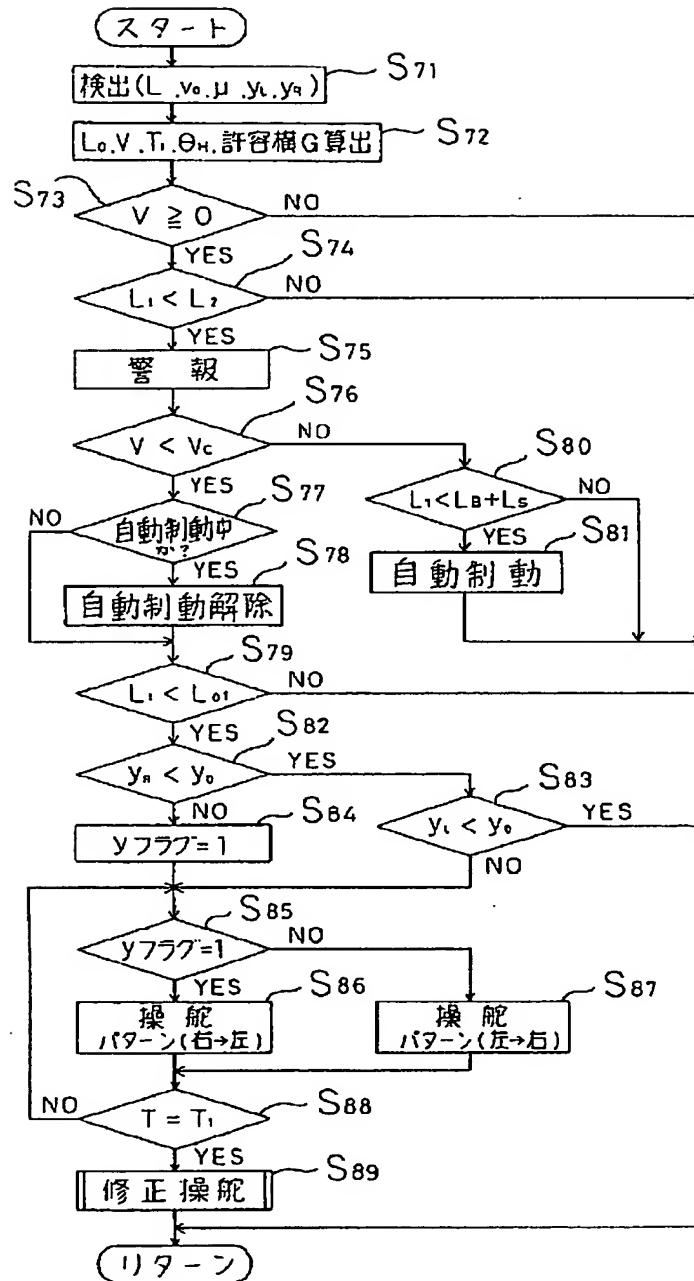 スタート
S71
検出(L.v₀.μ.yL.yR)
S72
L₀.V.T₁.θH.許容横G算出
S73
V ≧ 0
NO
YES
S74
L₁ < L₂
NO
YES
S75
警報
S76
V < Vc
NO
YES
S80
L₁<LB+LS
NO
YES
S77
自動制動中
か?
NO
YES
S81
自動制動
S78
自動制動解除
S79
L₁ < L₀₁
NO
YES
S82
yR < y₀
YES
NO
S83
yL < y₀
YES
NO
S84
yフラグ=1
S85
yフラグ=1
NO
YES
S86
操舵
パターン(右→左)
S87
操舵
パターン(左→右)
S88
T = T₁
NO
YES
S89
修正操舵
リターン